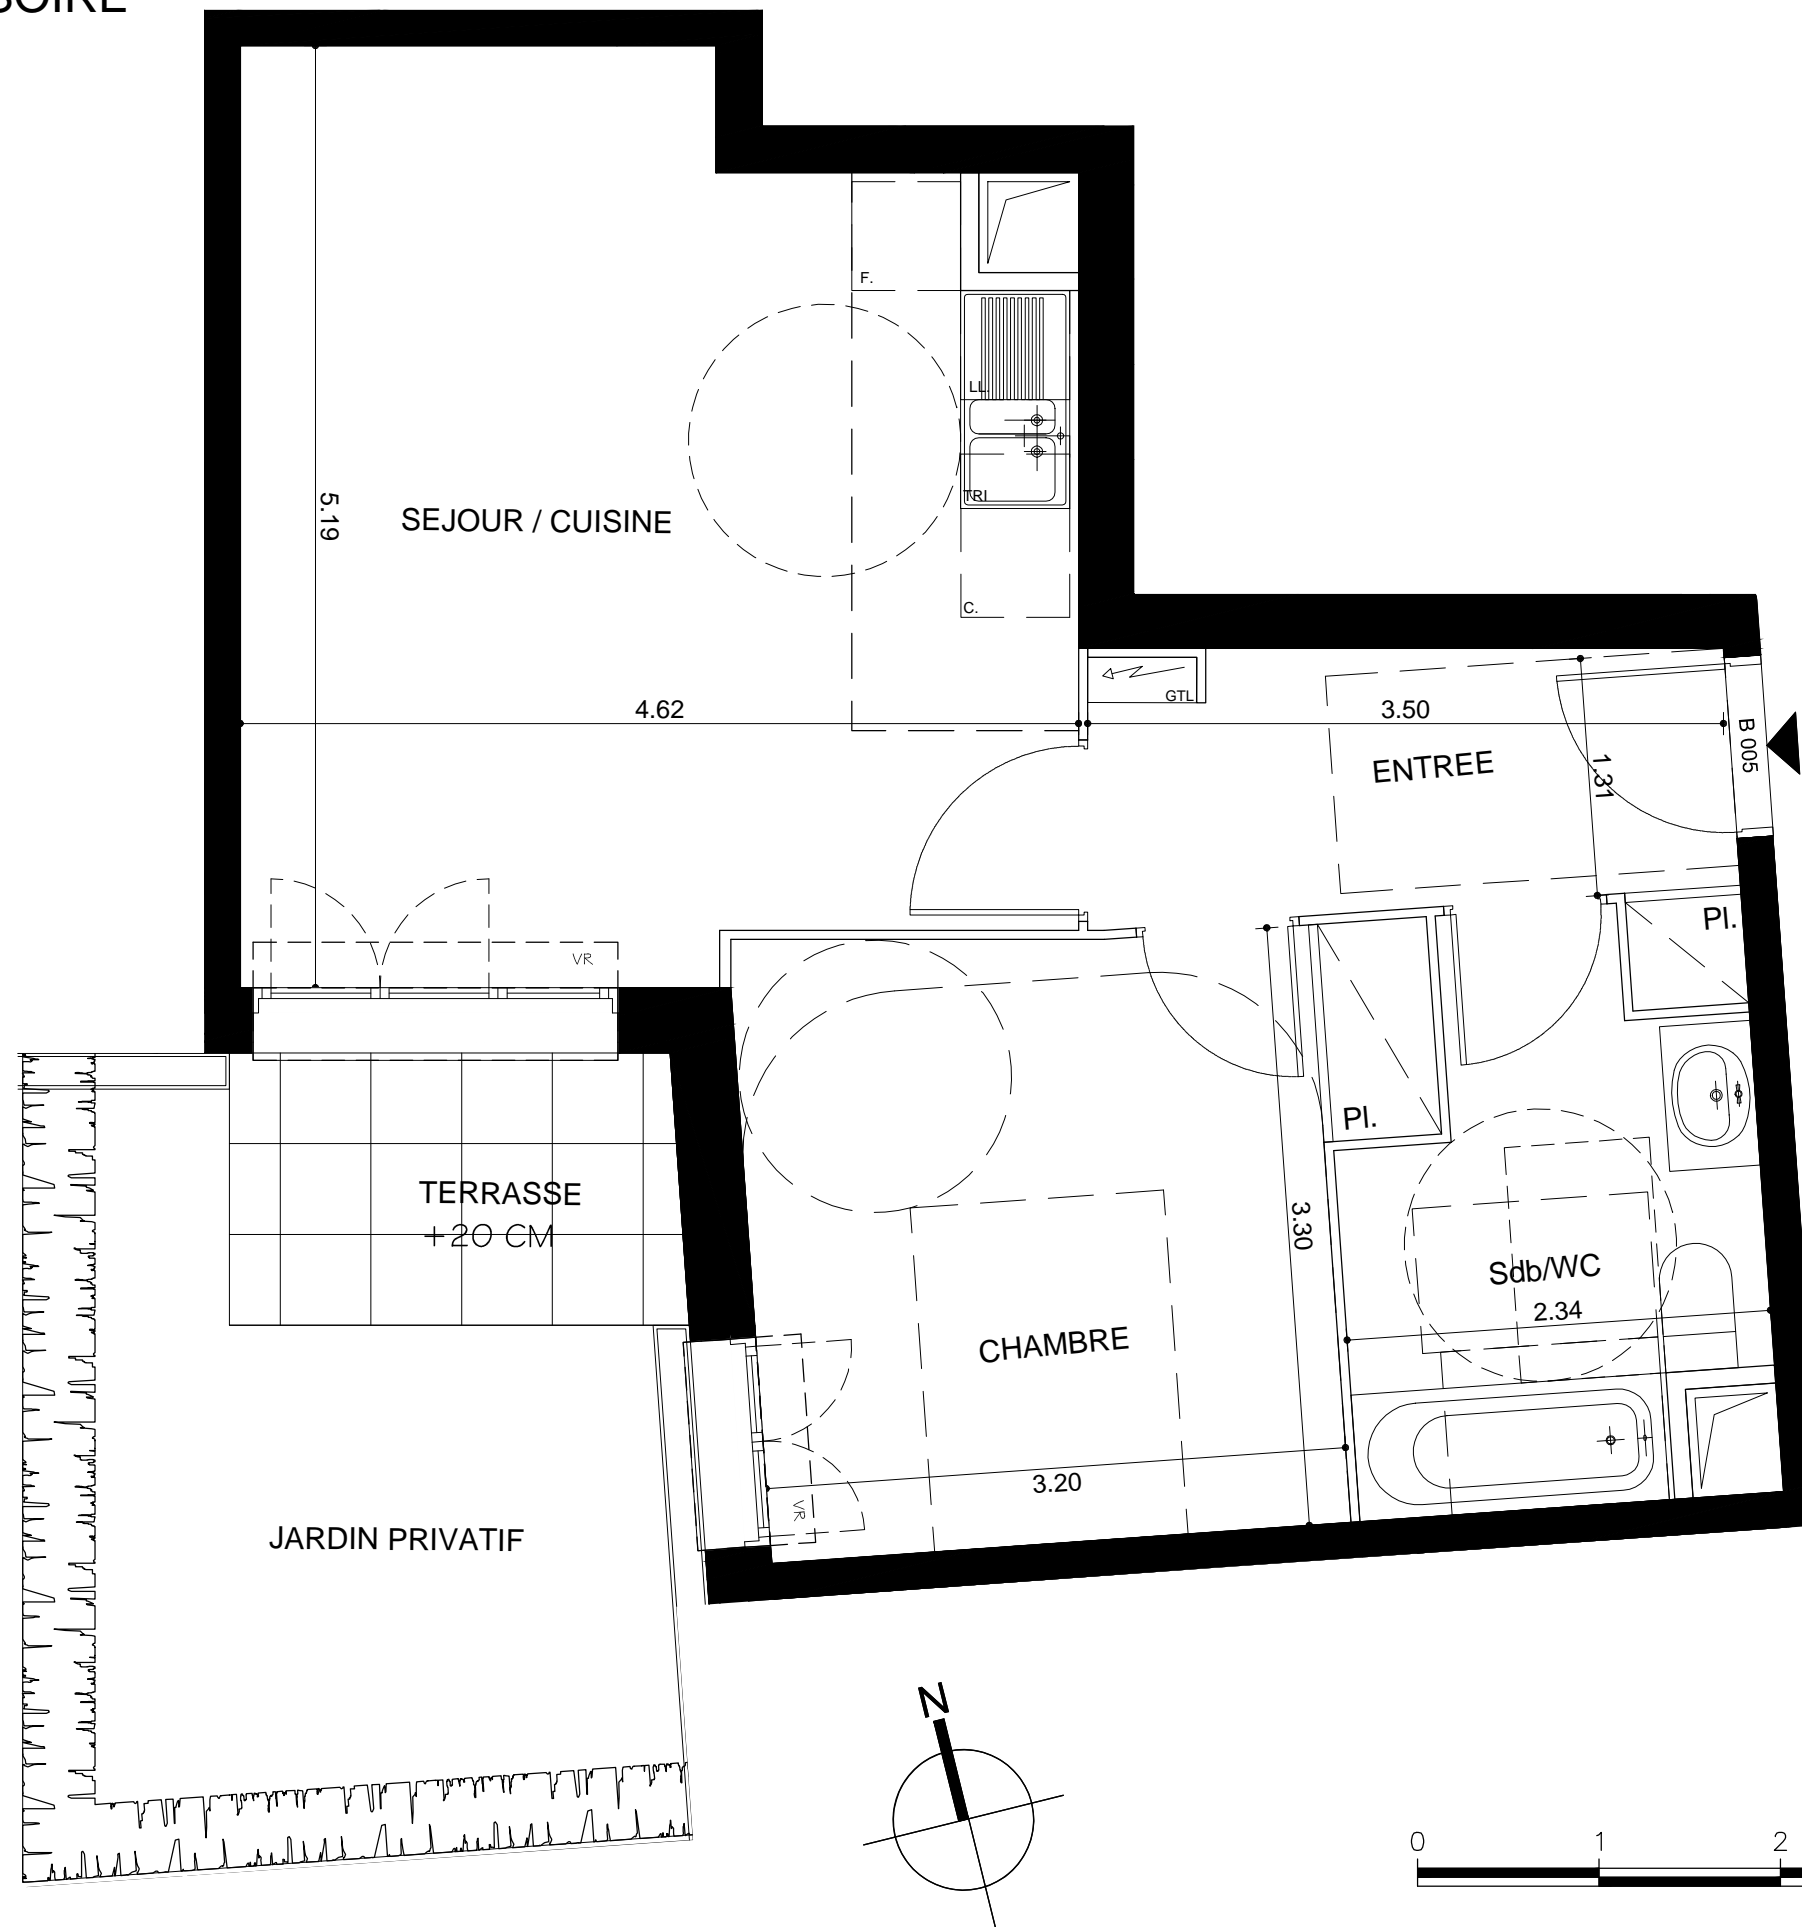 F.
LL.
TRI
C.
5.19
SEJOUR / CUISINE
4.62
GTL
3.50
ENTREE
1.31
B 005
VR
Pl.
Pl.
TERRASSE
+20 CM
3.30
Sdb/WC
2.34
CHAMBRE
3.20
VR
JARDIN PRIVATIF
N
0 1 2